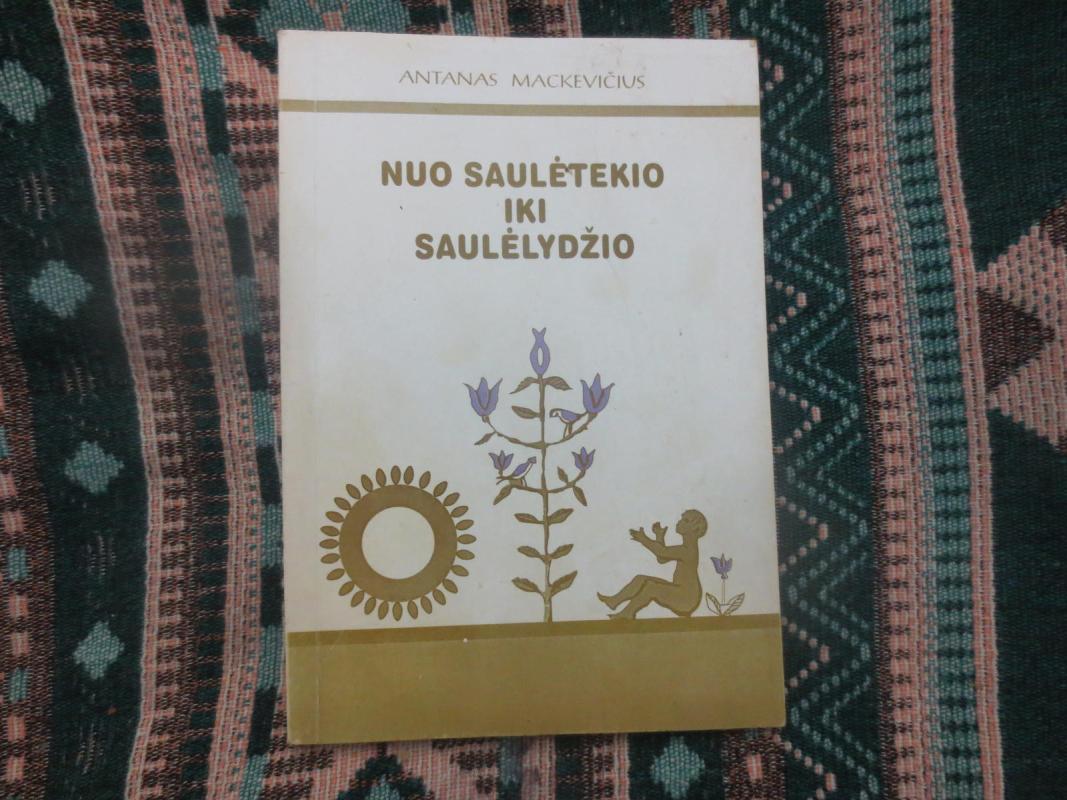 ANTANAS MACKEVIČIUS
NUO SAULĖTEKIO
IKI
SAULĖLYDŽIO